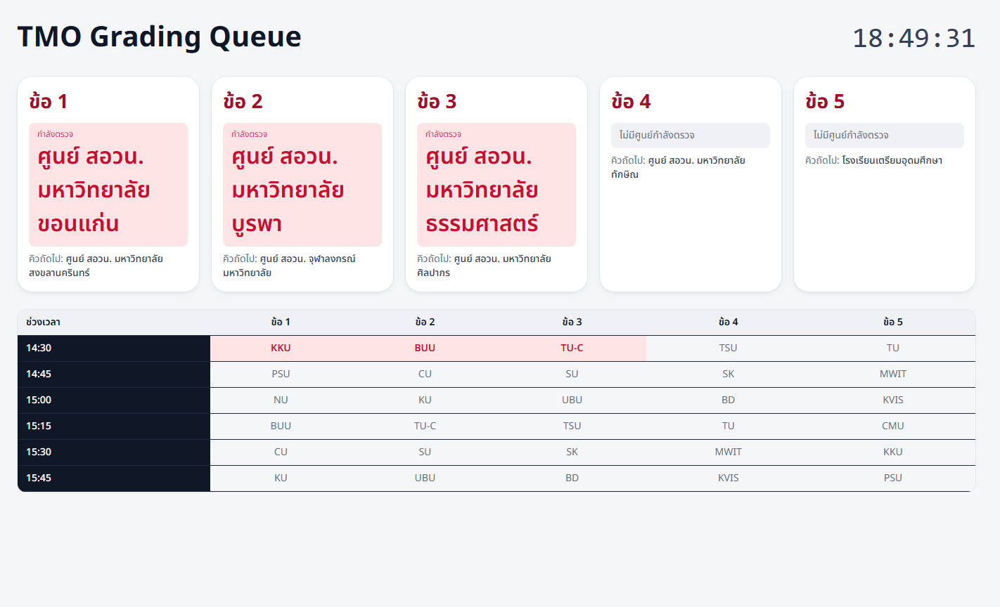 TMO Grading Queue
18:49:31
ข้อ 1
กำลังตรวจ
ศูนย์ สอวน.
มหาวิทยาลัย
ขอนแก่น
คิวถัดไป: ศูนย์ สอวน. มหาวิทยาลัย
สงขลานครินทร์
ข้อ 2
กำลังตรวจ
ศูนย์ สอวน.
มหาวิทยาลัย
บูรพา
คิวถัดไป: ศูนย์ สอวน. จุฬาลงกรณ์
มหาวิทยาลัย
ข้อ 3
กำลังตรวจ
ศูนย์ สอวน.
มหาวิทยาลัย
ธรรมศาสตร์
คิวถัดไป: ศูนย์ สอวน. มหาวิทยาลัย
ศิลปากร
ข้อ 4
ไม่มีศูนย์กำลังตรวจ
คิวถัดไป: ศูนย์ สอวน. มหาวิทยาลัย
ทักษิณ
ข้อ 5
ไม่มีศูนย์กำลังตรวจ
คิวถัดไป: โรงเรียนเตรียมอุดมศึกษา
ช่วงเวลา ข้อ 1 ข้อ 2 ข้อ 3 ข้อ 4 ข้อ 5
14:30 KKU BUU TU-C TSU TU
14:45 PSU CU SU SK MWIT
15:00 NU KU UBU BD KVIS
15:15 BUU TU-C TSU TU CMU
15:30 CU SU SK MWIT KKU
15:45 KU UBU BD KVIS PSU